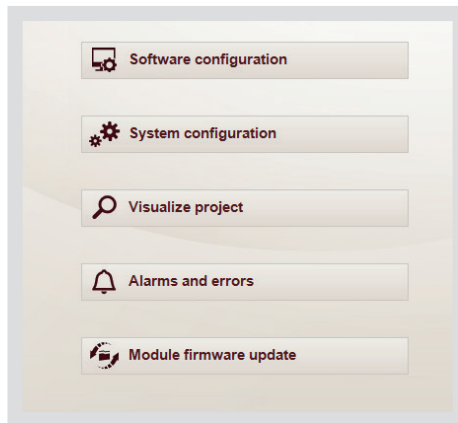 Software configuration
System configuration
Visualize project
Alarms and errors
Module firmware update